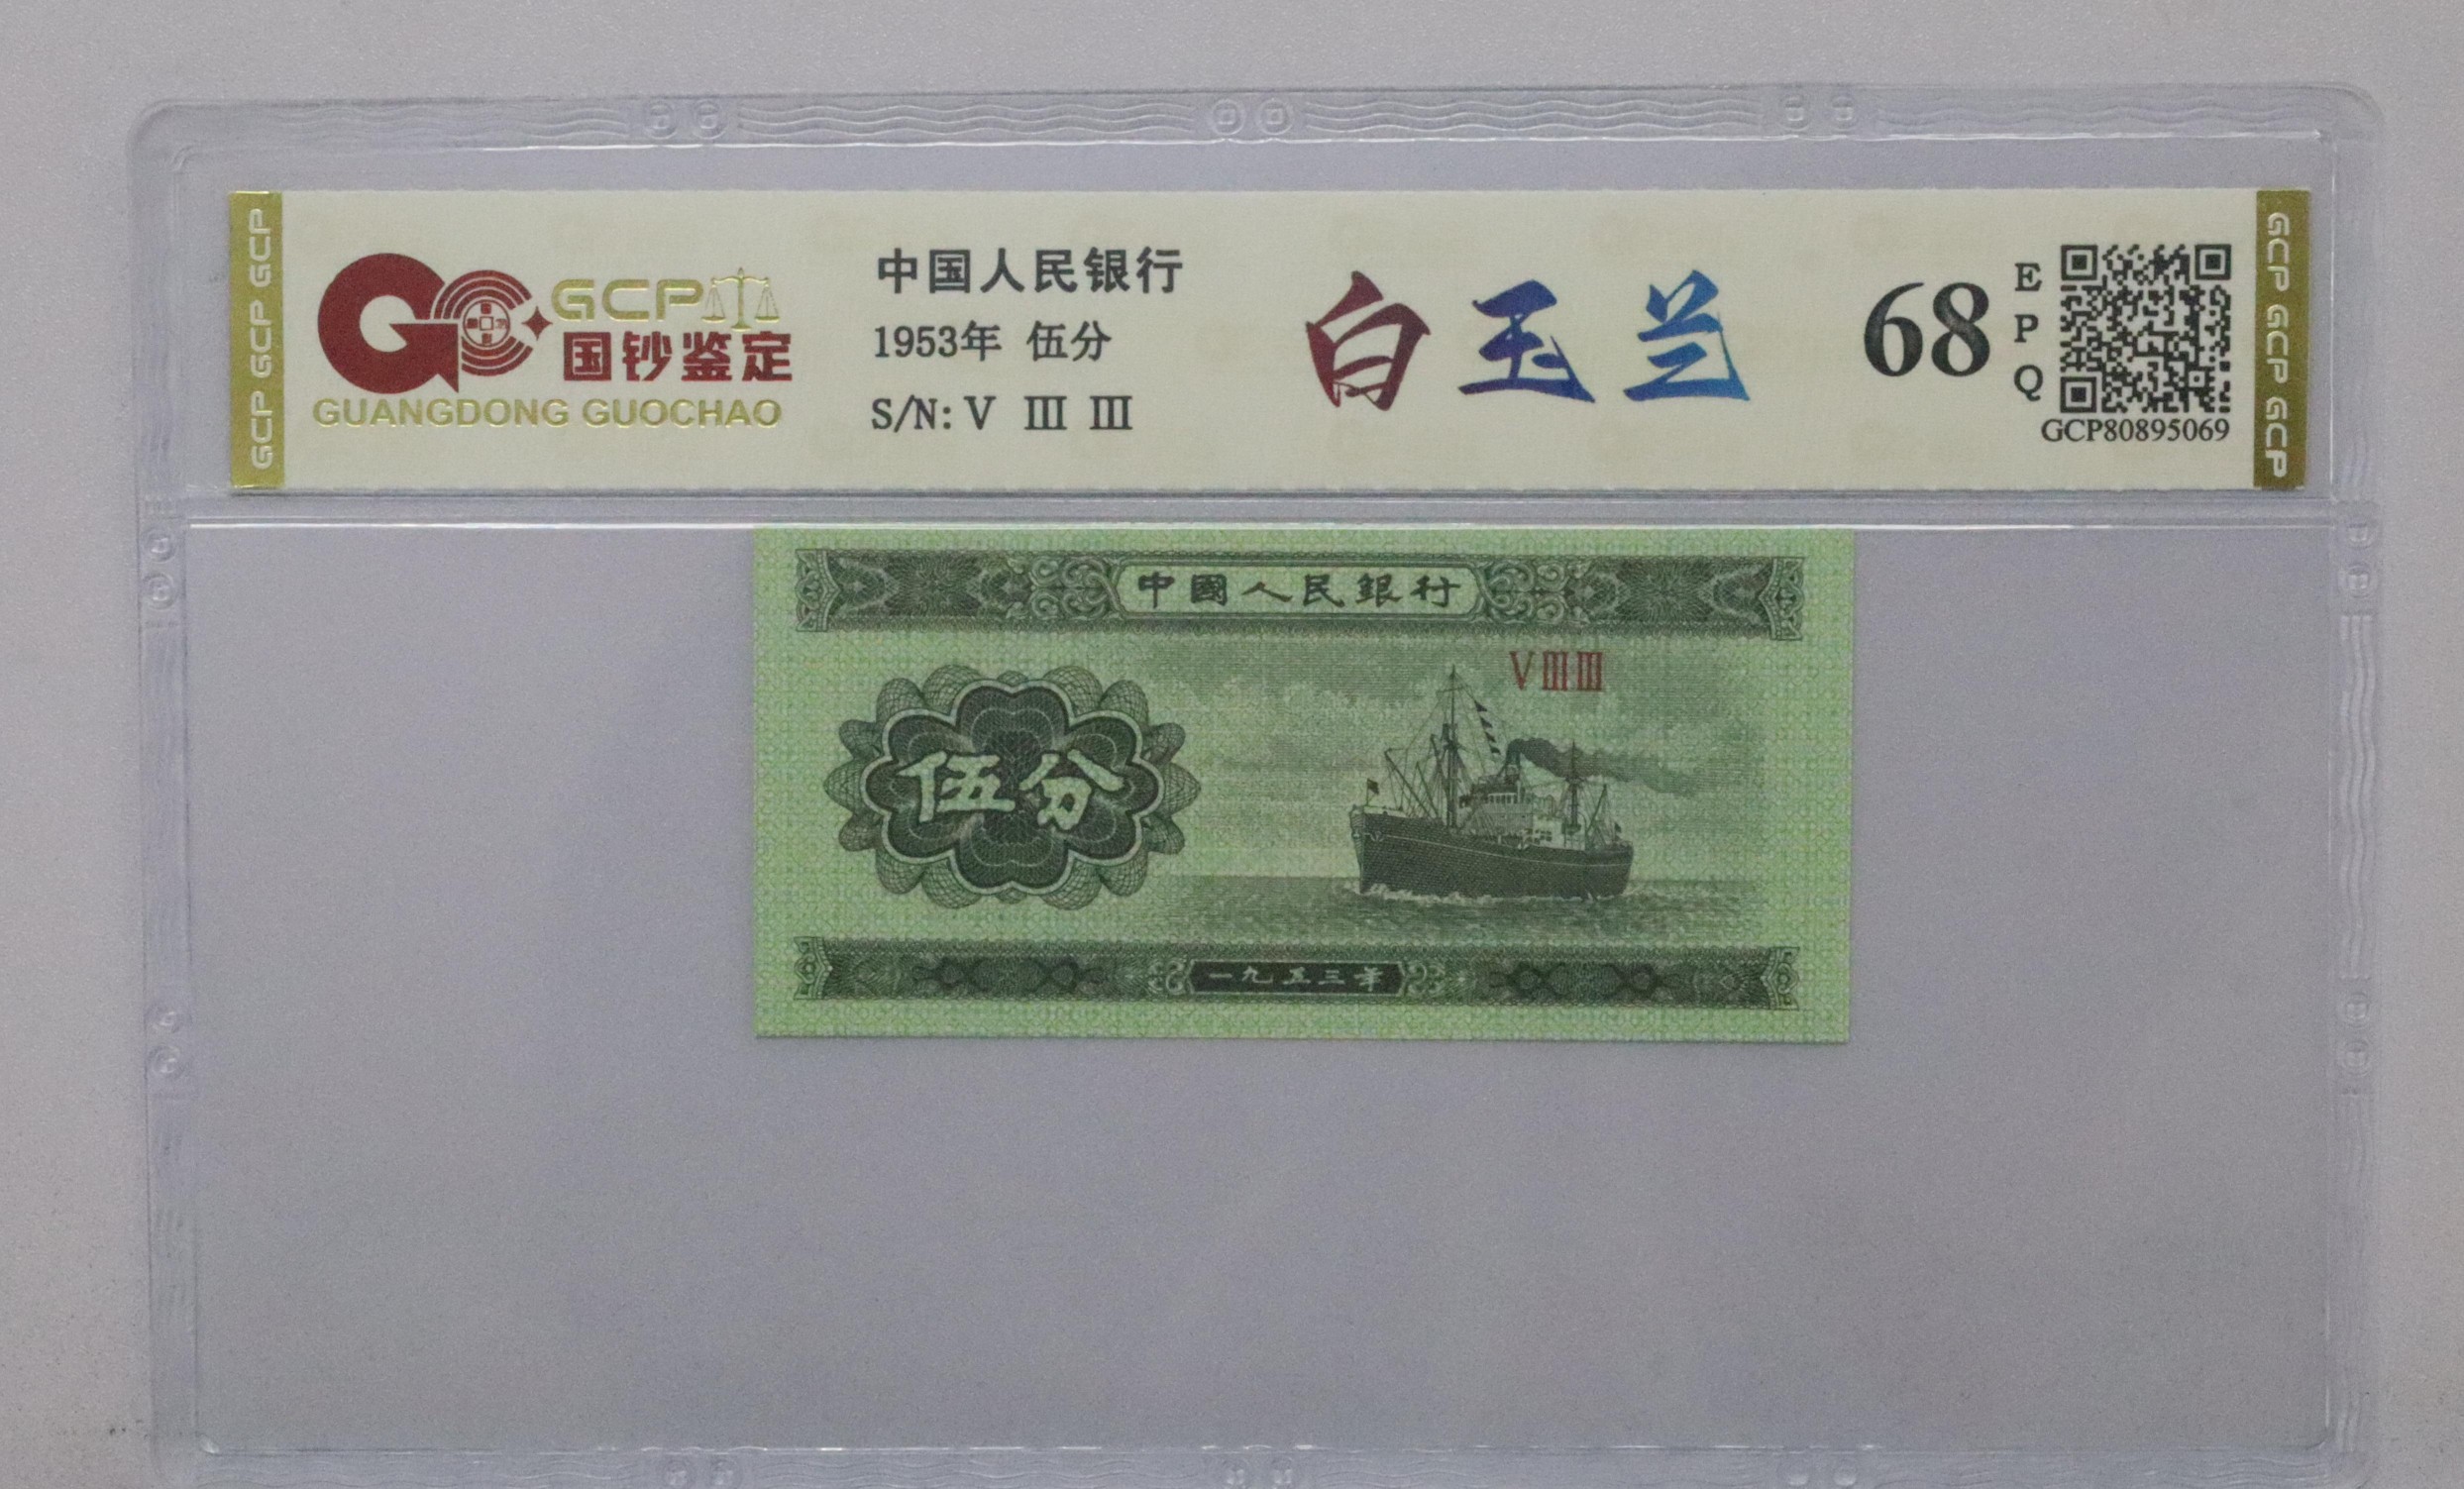 GCP GCP GCP
GCP
国钞鉴定
GUANGDONG GUOCHAO
中国人民银行
1953年 伍分
S/N: V III III
白玉兰
68
E
P
Q
GCP80895069
GCP GCP GCP
中國人民銀行
V III III
伍分
一九五三年